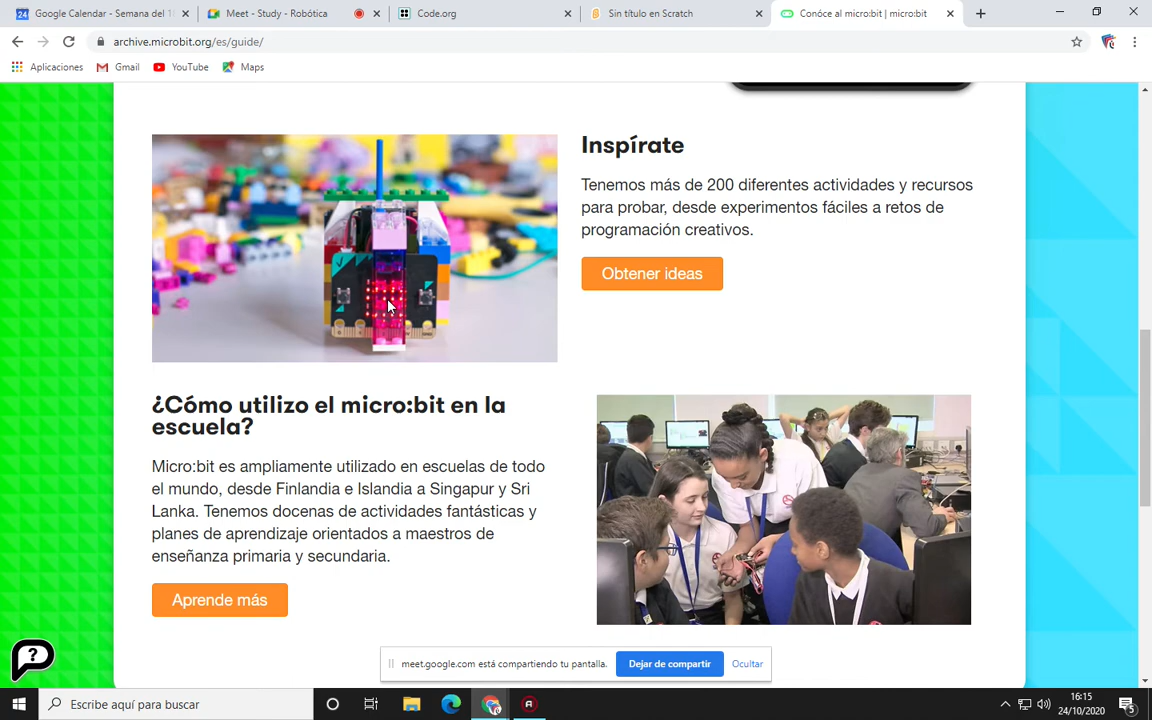 Google Calendar - Semana del 18
Meet - Study - Robótica
Code.org
Sin título en Scratch
Conóce al micro:bit | micro:bit
archive.microbit.org/es/guide/
Aplicaciones
Gmail
YouTube
Maps
Inspírate
Tenemos más de 200 diferentes actividades y recursos
para probar, desde experimentos fáciles a retos de
programación creativos.
Obtener ideas
¿Cómo utilizo el micro:bit en la
escuela?
Micro:bit es ampliamente utilizado en escuelas de todo
el mundo, desde Finlandia e Islandia a Singapur y Sri
Lanka. Tenemos docenas de actividades fantásticas y
planes de aprendizaje orientados a maestros de
enseñanza primaria y secundaria.
Aprende más
meet.google.com está compartiendo tu pantalla.
Dejar de compartir
Ocultar
Escribe aquí para buscar
16:15
24/10/2020
5